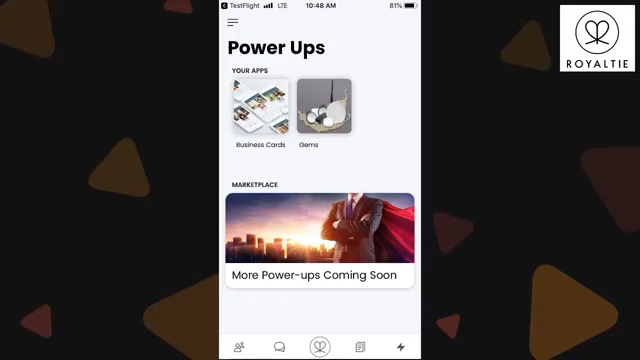 TestFlight LTE 10:48 AM 81%
ROYALTIE
Power Ups
YOUR APPS
Business Cards Gems
MARKETPLACE
More Power-ups Coming Soon